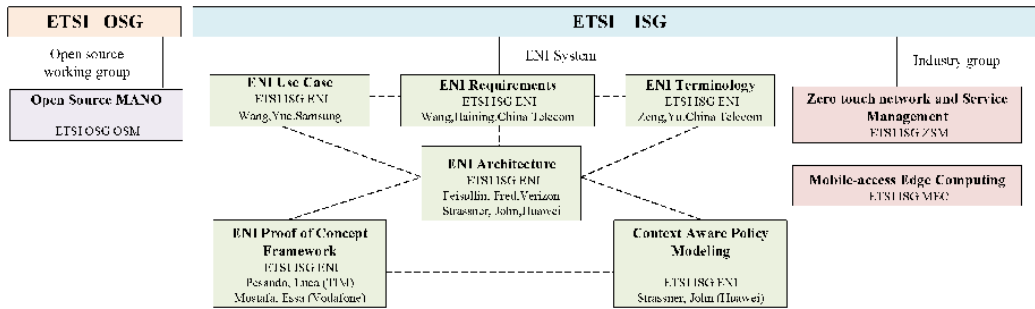 ETSI OSG
ETSI ISG
Open source
working group
ENI System
Industry group
Open Source MANO
ETSI OSG OSM
ENI Use Case
ETSI ISG ENI
Wang,Yue,Samsung
ENI Requirements
ETSI ISG ENI
Wang,Haining,China Telecom
ENI Terminology
ETSI ISG ENI
Zeng,Yu,China Telecom
Zero touch network and Service
Management
ETSI ISG ZSM
ENI Architecture
ETSI ISG ENI
Feisullin, Fred,Verizon
Strassner, John,Huawei
Mobile-access Edge Computing
ETSI ISG MEC
ENI Proof of Concept
Framework
ETSI ISG ENI
Pesando, Luca (TIM)
Mostafa, Essa (Vodafone)
Context Aware Policy
Modeling
ETSI ISG ENI
Strassner, John (Huawei)